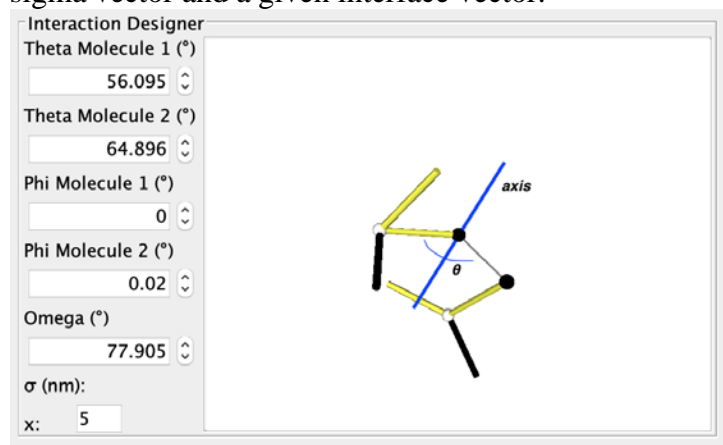 sigma vector and a given interface vector.
Interaction Designer
Theta Molecule 1 (°)
56.095
Theta Molecule 2 (°)
64.896
Phi Molecule 1 (°)
0
Phi Molecule 2 (°)
0.02
Omega (°)
77.905
σ (nm):
x: 5
axis
θ